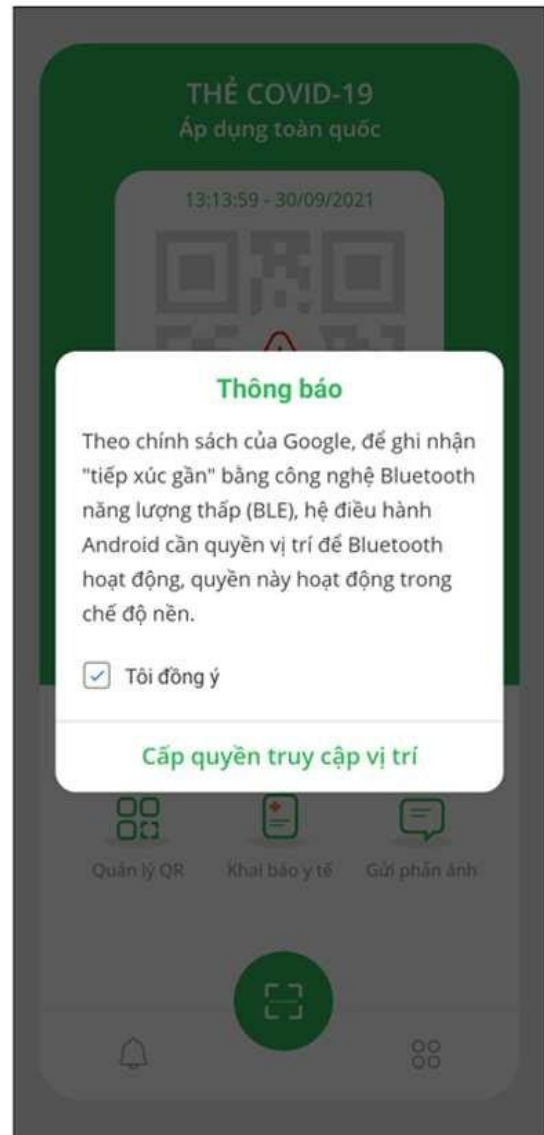 THẺ COVID-19
Áp dụng toàn quốc
13:13:59 - 30/09/2021
Thông báo
Theo chính sách của Google, để ghi nhận
"tiếp xúc gần" bằng công nghệ Bluetooth
năng lượng thấp (BLE), hệ điều hành
Android cần quyền vị trí để Bluetooth
hoạt động, quyền này hoạt động trong
chế độ nền.
Tôi đồng ý
Cấp quyền truy cập vị trí
Quản lý QR Khai báo y tế Gửi phản ánh